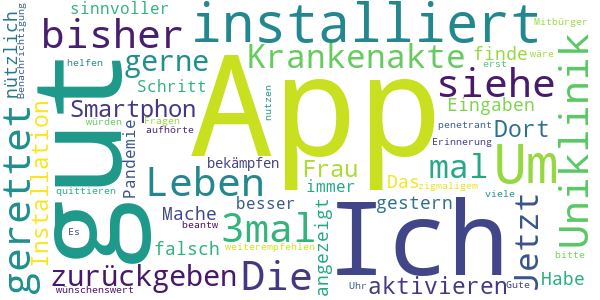 sinnvoller
installiert
Mitbürger
nützlich
Benachrichtigung
bisher
gerne
Krankenakte
finde
wäre
helfen
erst
Schritt
siehe
gerettet
gut
App
Uniklinik
Installation
Smartphon
nutzen
Eingaben
würden
Fragen
penetrant
Dort
Pandemie
aufhörte
Erinnerung
Um
bekämpfen
Frau
mal
Leben
immer
Das
zigmaligem
quittieren
viele
Mache
besser
gestern
Ich
Jetzt
3mal
angezeigt
Es
beantw
falsch
weiterempfehlen
bitte
zurückgeben
Die
aktivieren
Habe
wünschenswert
Uhr
Gute